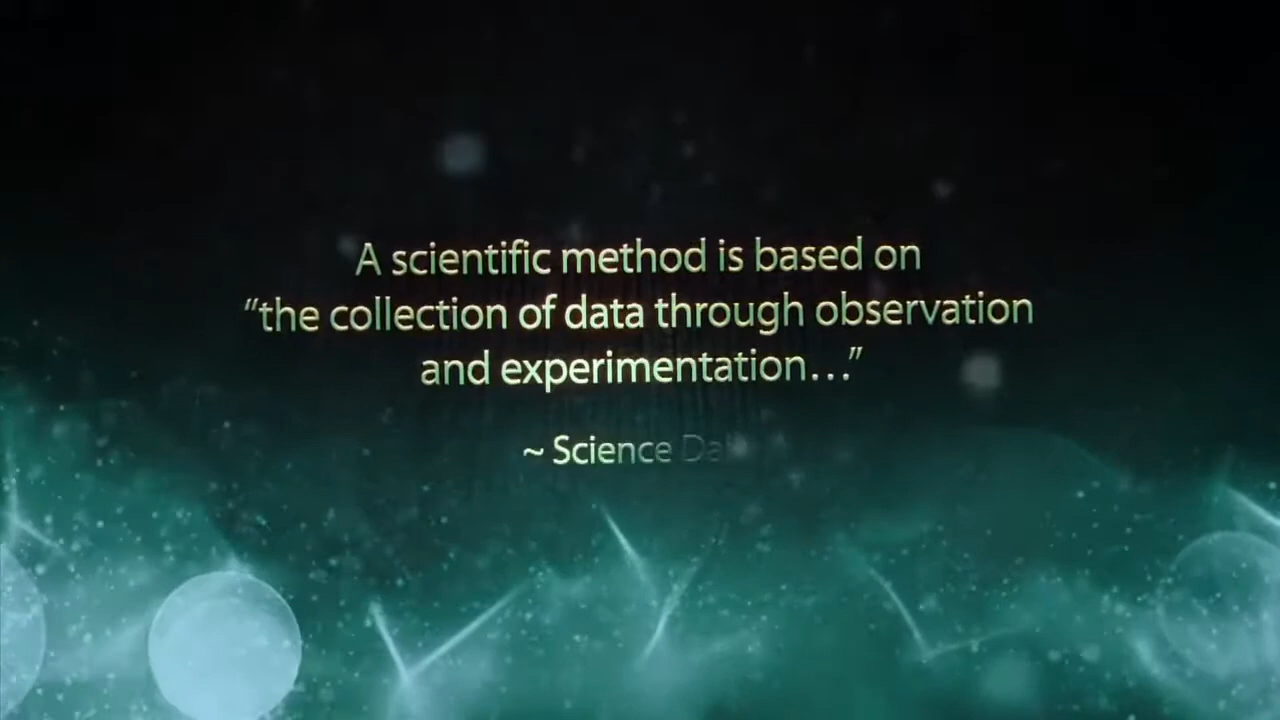 A scientific method is based on
“the collection of data through observation
and experimentation…”
~ Science